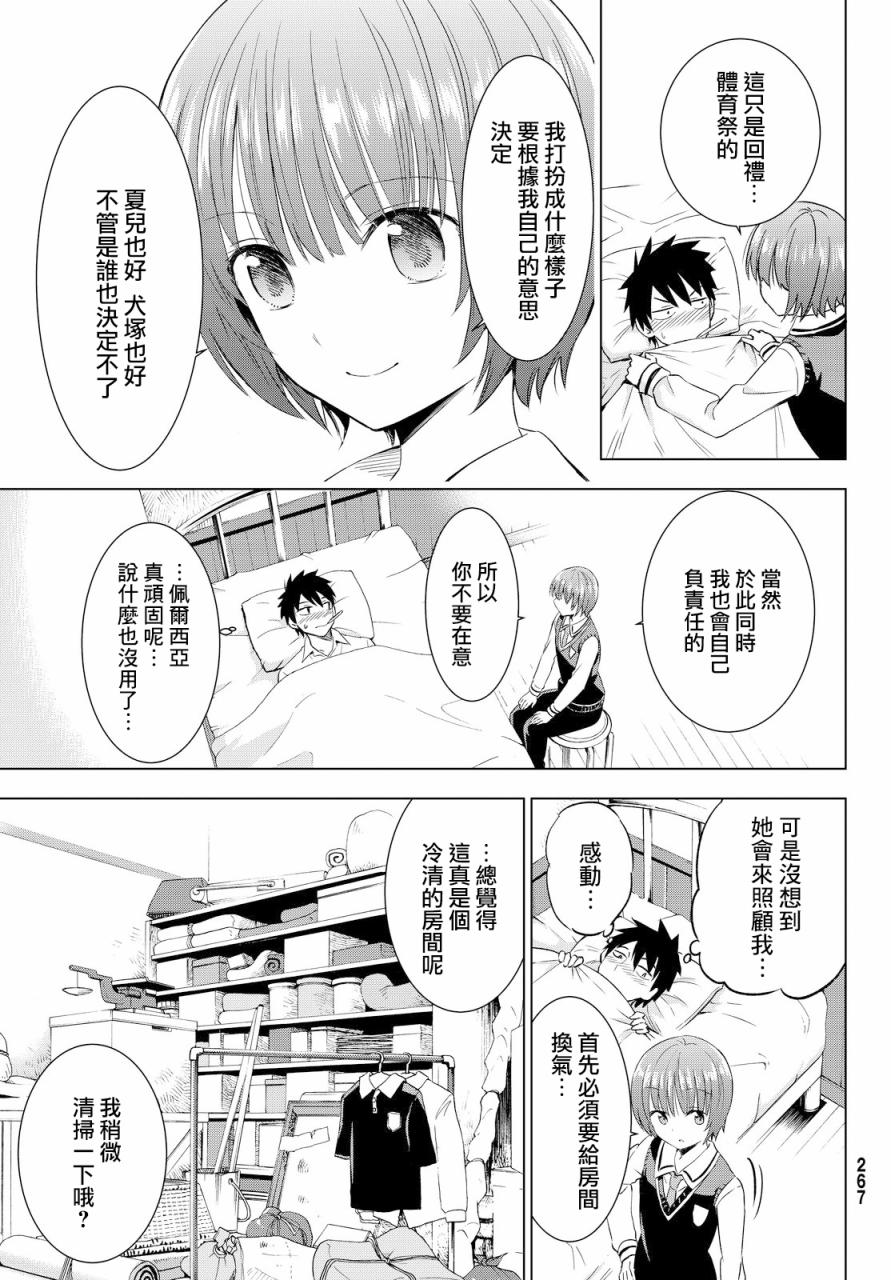 這只是回禮…
體育祭的
我打扮成什麼樣子
要根據我自己的意思
決定
夏兒也好 犬塚也好
不管是誰也決定不了
當然
於此同時
我也會自己
負責任的
所以
你不要在意
…佩爾西亞
真頑固呢…
說什麼也沒用了…
可是沒想到
她會來照顧我…
感動…
首先必須要給房間
換氣…
…總覺得
這真是個
冷清的房間呢
我稍微
清掃一下哦？
267